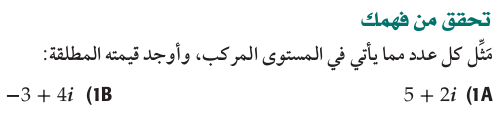 تحقق من فهمك
مَثِّل كل عدد مما يأتي في المستوى المركب، وأوجد قيمته المطلقة:
5 + 2i (1A
−3 + 4i (1B